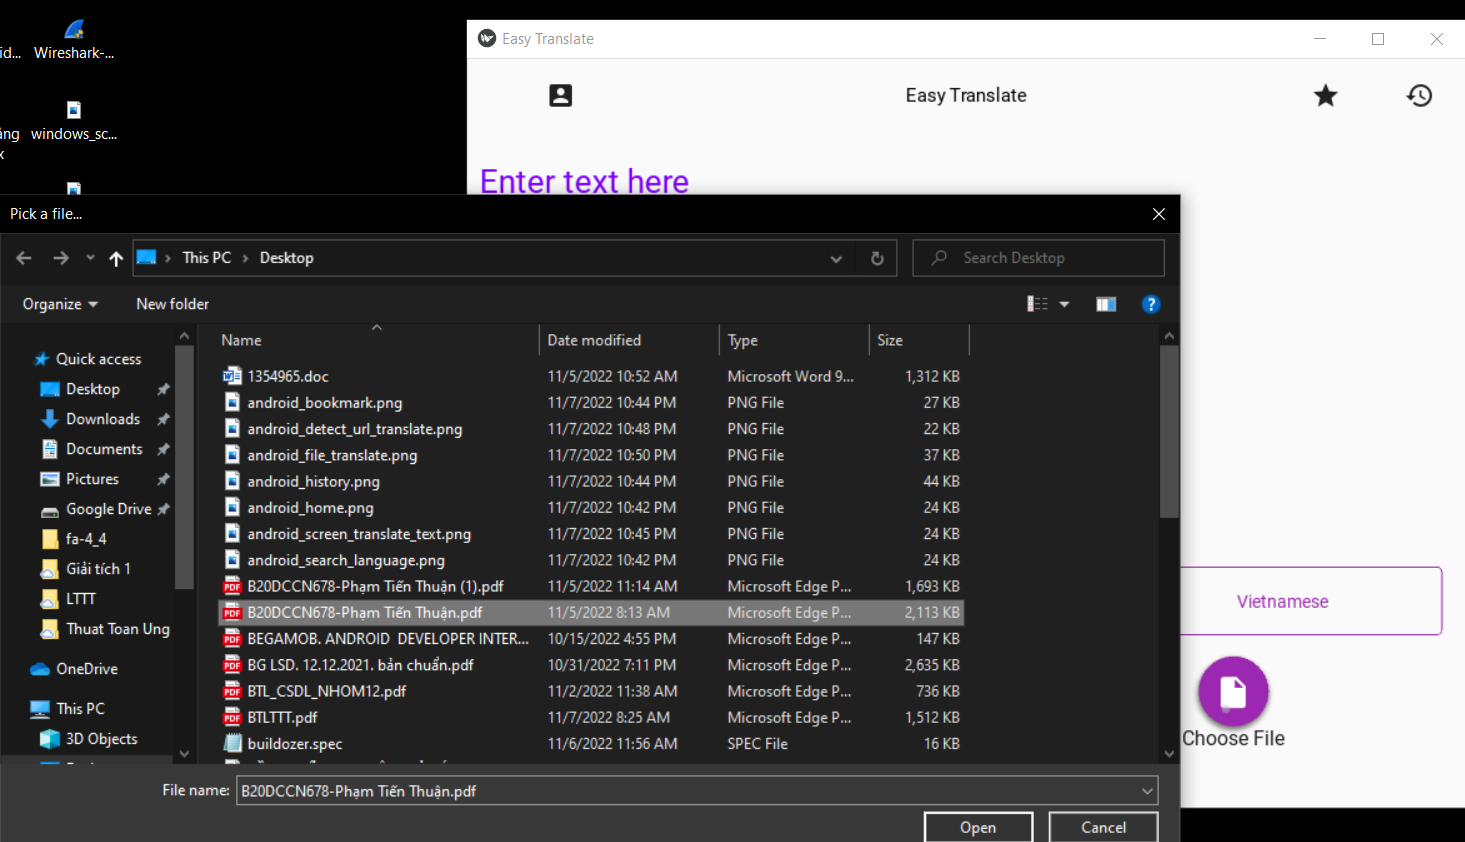 id...
Wireshark-...
ảng
x
windows_sc...
Easy Translate
Easy Translate
Enter text here
Pick a file...
This PC
Desktop
Search Desktop
Organize
New folder
Name
Date modified
Type
Size
Quick access
Desktop
Downloads
Documents
Pictures
Google Drive
fa-4_4
Giải tích 1
LTTT
Thuat Toan Ung
OneDrive
This PC
3D Objects
1354965.doc 11/5/2022 10:52 AM Microsoft Word 9... 1,312 KB
android_bookmark.png 11/7/2022 10:44 PM PNG File 27 KB
android_detect_url_translate.png 11/7/2022 10:48 PM PNG File 22 KB
android_file_translate.png 11/7/2022 10:50 PM PNG File 37 KB
android_history.png 11/7/2022 10:44 PM PNG File 44 KB
android_home.png 11/7/2022 10:42 PM PNG File 24 KB
android_screen_translate_text.png 11/7/2022 10:45 PM PNG File 24 KB
android_search_language.png 11/7/2022 10:42 PM PNG File 24 KB
B20DCCN678-Phạm Tiến Thuận (1).pdf 11/5/2022 11:14 AM Microsoft Edge P... 1,693 KB
B20DCCN678-Phạm Tiến Thuận.pdf 11/5/2022 8:13 AM Microsoft Edge P... 2,113 KB
BEGAMOB. ANDROID DEVELOPER INTER... 10/15/2022 4:55 PM Microsoft Edge P... 147 KB
BG LSD. 12.12.2021. bản chuẩn.pdf 10/31/2022 7:11 PM Microsoft Edge P... 2,635 KB
BTL_CSDL_NHOM12.pdf 11/2/2022 11:38 AM Microsoft Edge P... 736 KB
BTLTTT.pdf 11/7/2022 8:25 AM Microsoft Edge P... 1,512 KB
buildozer.spec 11/6/2022 11:56 AM SPEC File 16 KB
File name: B20DCCN678-Phạm Tiến Thuận.pdf
Open
Cancel
Vietnamese
Choose File